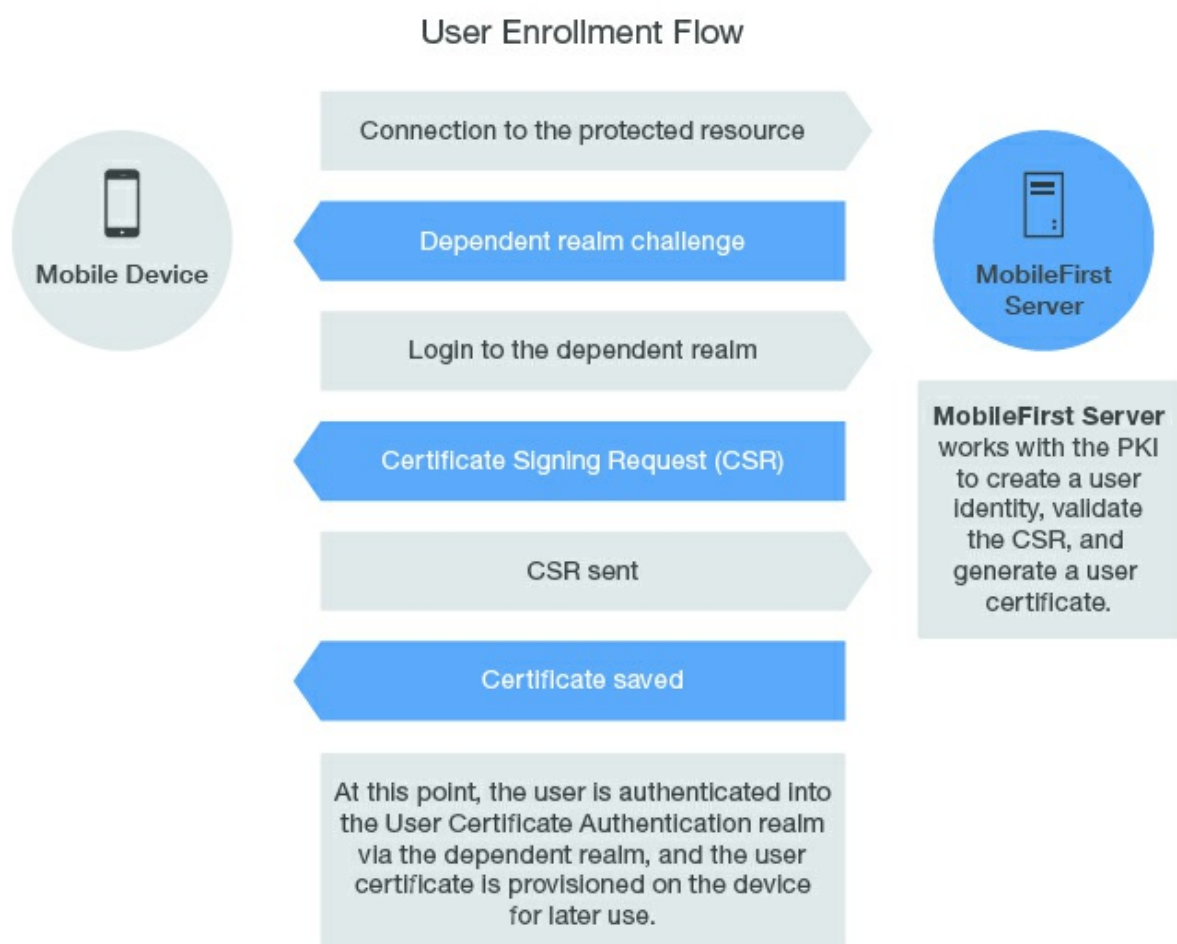 User Enrollment Flow
Connection to the protected resource
Mobile Device
Dependent realm challenge
MobileFirst
Server
Login to the dependent realm
Certificate Signing Request (CSR)
CSR sent
MobileFirst Server
works with the PKI
to create a user
identity, validate
the CSR, and
generate a user
certificate.
Certificate saved
At this point, the user is authenticated into
the User Certificate Authentication realm
via the dependent realm, and the user
certificate is provisioned on the device
for later use.